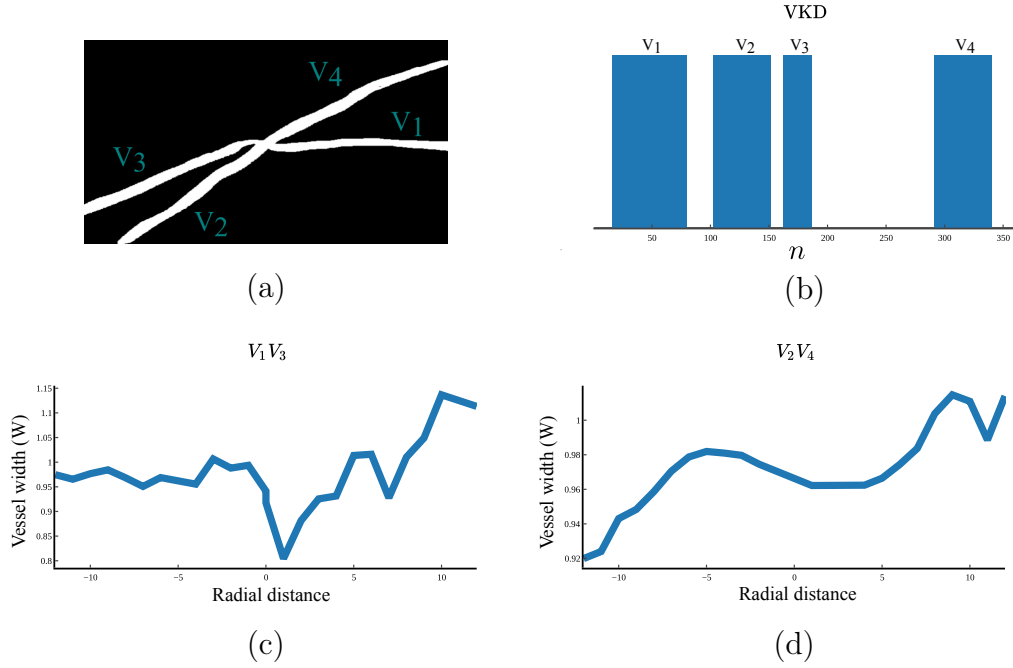 V4
V1
V3
V2
(a)
VKD
V1 V2 V3 V4
50 100 150 200 250 300 350
n
(b)
V1V3
Vessel width (W)
1.15
1.1
1.05
1
0.95
0.9
0.85
0.8
−10 −5 0 5 10
Radial distance
(c)
V2V4
Vessel width (W)
1
0.98
0.96
0.94
0.92
−10 −5 0 5 10
Radial distance
(d)